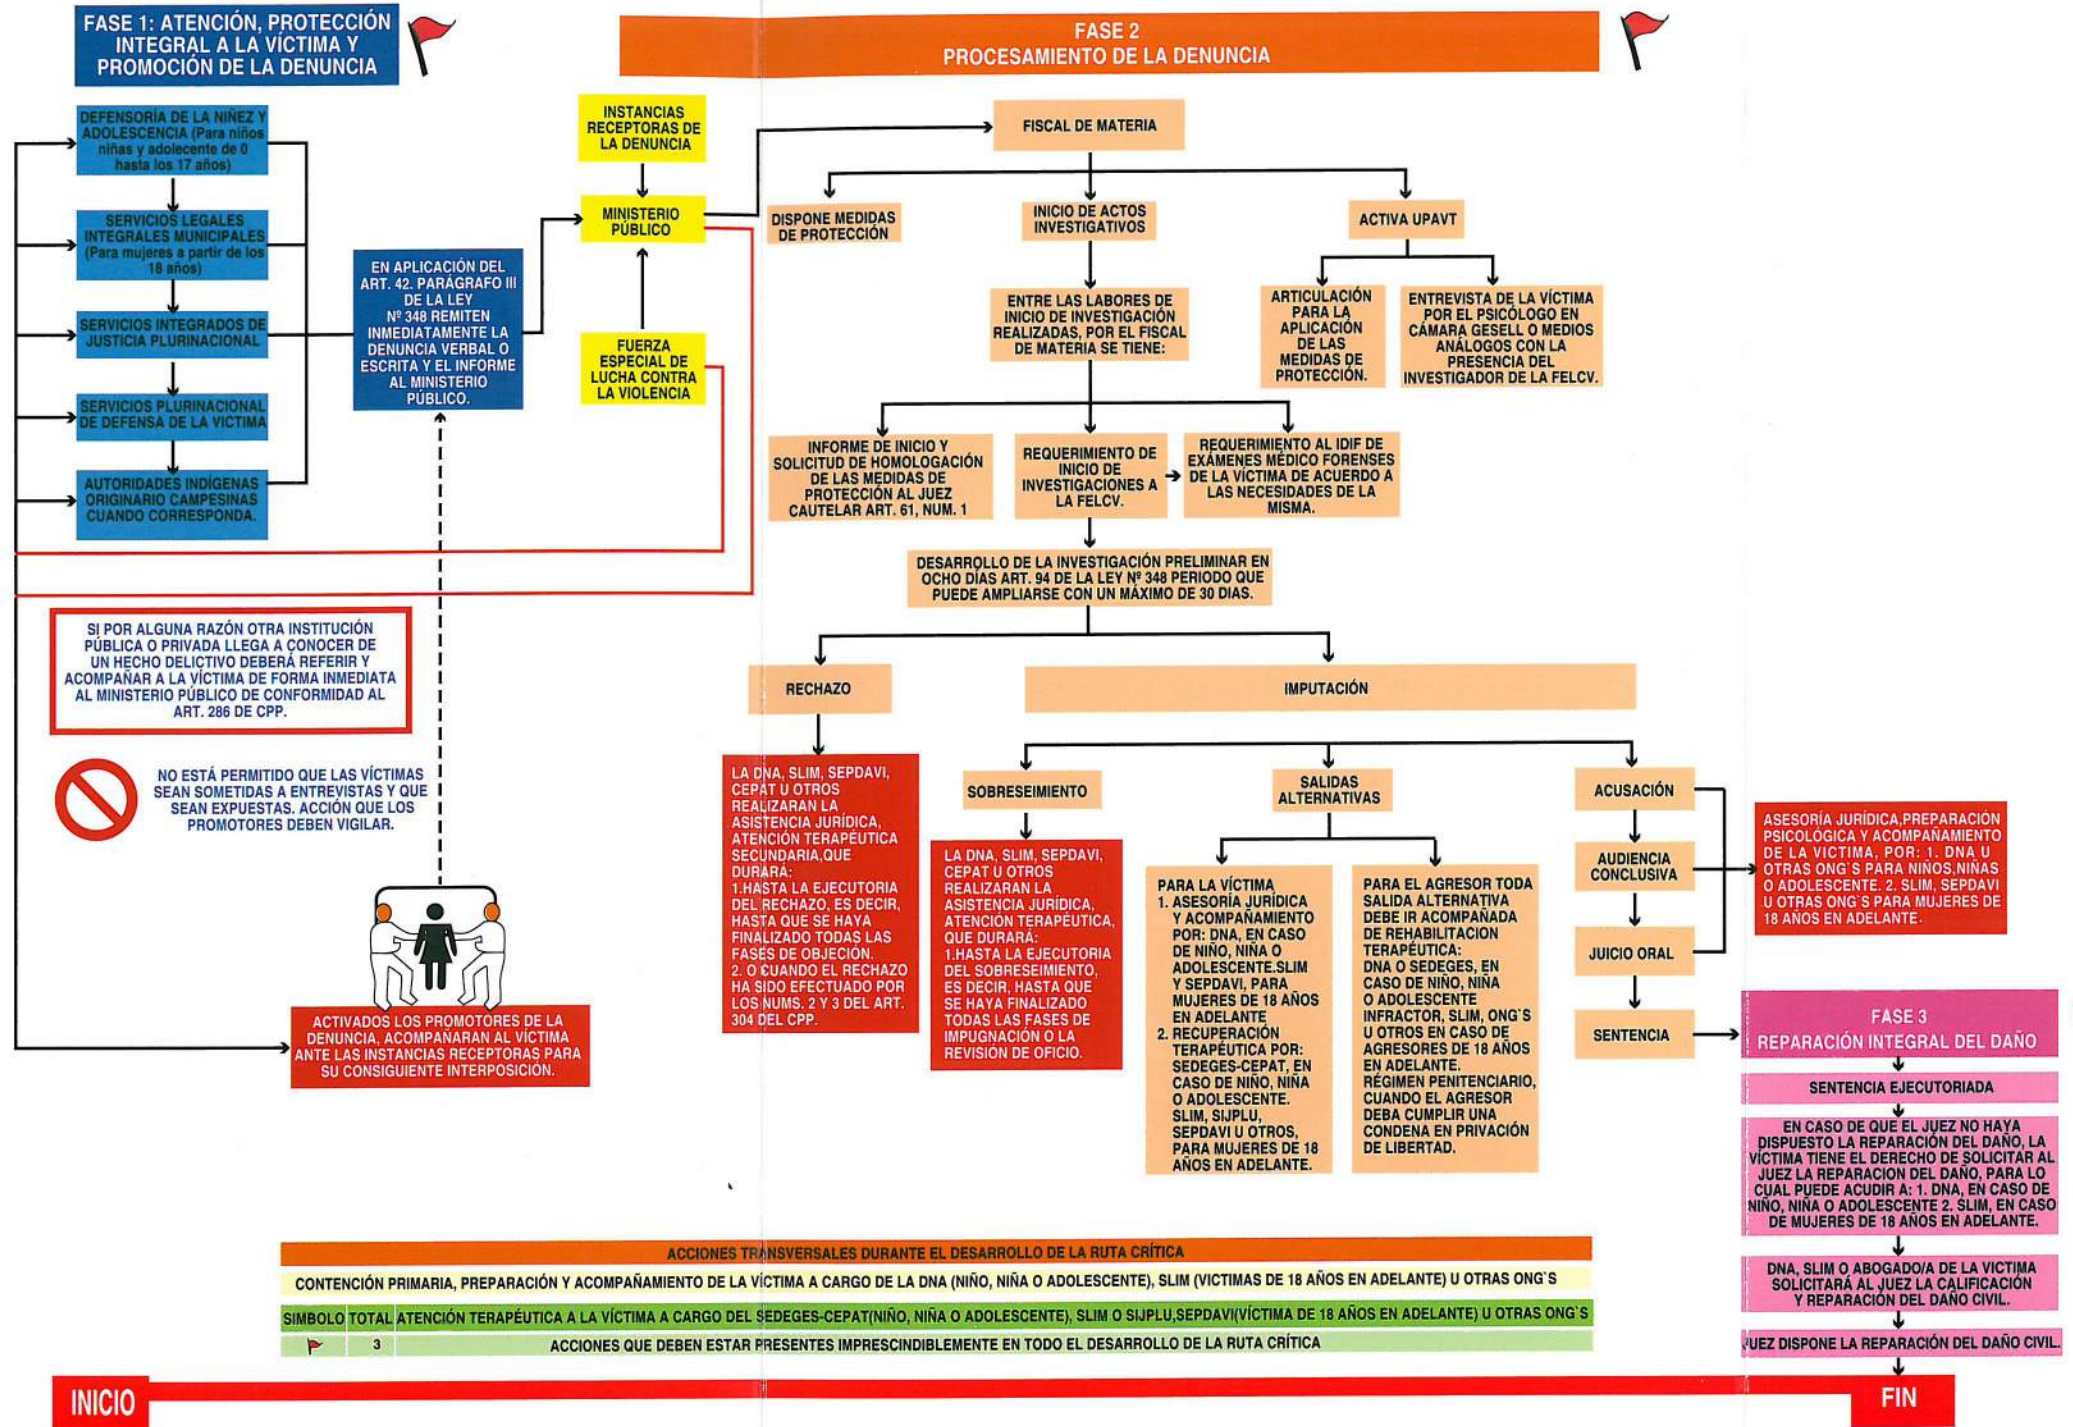 FASE 1: ATENCIÓN, PROTECCIÓN
INTEGRAL A LA VÍCTIMA Y
PROMOCIÓN DE LA DENUNCIA
FASE 2
PROCESAMIENTO DE LA DENUNCIA
DEFENSORÍA DE LA NIÑEZ Y
ADOLESCENCIA (Para niños
niñas y adolecente de 0
hasta los 17 años)
SERVICIOS LEGALES
INTEGRALES MUNICIPALES
(Para mujeres a partir de los
18 años)
SERVICIOS INTEGRADOS DE
JUSTICIA PLURINACIONAL
SERVICIOS PLURINACIONAL
DE DEFENSA DE LA VICTIMA
AUTORIDADES INDÍGENAS
ORIGINARIO CAMPESINAS
CUANDO CORRESPONDA.
EN APLICACIÓN DEL
ART. 42. PARÁGRAFO III
DE LA LEY
Nº 348 REMITEN
INMEDIATAMENTE LA
DENUNCIA VERBAL O
ESCRITA Y EL INFORME
AL MINISTERIO
PÚBLICO.
INSTANCIAS
RECEPTORAS DE
LA DENUNCIA
MINISTERIO
PÚBLICO
FUERZA
ESPECIAL DE
LUCHA CONTRA
LA VIOLENCIA
FISCAL DE MATERIA
DISPONE MEDIDAS
DE PROTECCIÓN
INICIO DE ACTOS
INVESTIGATIVOS
ACTIVA UPAVT
ENTRE LAS LABORES DE
INICIO DE INVESTIGACIÓN
REALIZADAS, POR EL FISCAL
DE MATERIA SE TIENE:
ARTICULACIÓN
PARA LA
APLICACIÓN
DE LAS
MEDIDAS DE
PROTECCIÓN.
ENTREVISTA DE LA VÍCTIMA
POR EL PSICÓLOGO EN
CÁMARA GESELL O MEDIOS
ANÁLOGOS CON LA
PRESENCIA DEL
INVESTIGADOR DE LA FELCV.
INFORME DE INICIO Y
SOLICITUD DE HOMOLOGACIÓN
DE LAS MEDIDAS DE
PROTECCIÓN AL JUEZ
CAUTELAR ART. 61, NUM. 1
REQUERIMIENTO DE
INICIO DE
INVESTIGACIONES A
LA FELCV.
REQUERIMIENTO AL IDIF DE
EXÁMENES MÉDICO FORENSES
DE LA VÍCTIMA DE ACUERDO A
LAS NECESIDADES DE LA
MISMA.
DESARROLLO DE LA INVESTIGACIÓN PRELIMINAR EN
OCHO DÍAS ART. 94 DE LA LEY Nº 348 PERIODO QUE
PUEDE AMPLIARSE CON UN MÁXIMO DE 30 DIAS.
SI POR ALGUNA RAZÓN OTRA INSTITUCIÓN
PÚBLICA O PRIVADA LLEGA A CONOCER DE
UN HECHO DELICTIVO DEBERÁ REFERIR Y
ACOMPAÑAR A LA VÍCTIMA DE FORMA INMEDIATA
AL MINISTERIO PÚBLICO DE CONFORMIDAD AL
ART. 286 DE CPP.
NO ESTÁ PERMITIDO QUE LAS VÍCTIMAS
SEAN SOMETIDAS A ENTREVISTAS Y QUE
SEAN EXPUESTAS. ACCIÓN QUE LOS
PROMOTORES DEBEN VIGILAR.
ACTIVADOS LOS PROMOTORES DE LA
DENUNCIA, ACOMPAÑARAN AL VÍCTIMA
ANTE LAS INSTANCIAS RECEPTORAS PARA
SU CONSIGUIENTE INTERPOSICIÓN.
RECHAZO
IMPUTACIÓN
LA DNA, SLIM, SEPDAVI,
CEPAT U OTROS
REALIZARAN LA
ASISTENCIA JURÍDICA,
ATENCIÓN TERAPÉUTICA
SECUNDARIA,QUE
DURARÁ:
1.HASTA LA EJECUTORIA
DEL RECHAZO, ES DECIR,
HASTA QUE SE HAYA
FINALIZADO TODAS LAS
FASES DE OBJECIÓN.
2. O CUANDO EL RECHAZO
HA SIDO EFECTUADO POR
LOS NUMS. 2 Y 3 DEL ART.
304 DEL CPP.
SOBRESEIMIENTO
LA DNA, SLIM, SEPDAVI,
CEPAT U OTROS
REALIZARAN LA
ASISTENCIA JURÍDICA,
ATENCIÓN TERAPÉUTICA,
QUE DURARÁ:
1.HASTA LA EJECUTORIA
DEL SOBRESEIMIENTO,
ES DECIR, HASTA QUE
SE HAYA FINALIZADO
TODAS LAS FASES DE
IMPUGNACIÓN O LA
REVISIÓN DE OFICIO.
SALIDAS
ALTERNATIVAS
PARA LA VÍCTIMA
1. ASESORÍA JURÍDICA
Y ACOMPAÑAMIENTO
POR: DNA, EN CASO
DE NIÑO, NIÑA O
ADOLESCENTE.SLIM
Y SEPDAVI, PARA
MUJERES DE 18 AÑOS
EN ADELANTE
2. RECUPERACIÓN
TERAPÉUTICA POR:
SEDEGES-CEPAT, EN
CASO DE NIÑO, NIÑA
O ADOLESCENTE.
SLIM, SIJPLU,
SEPDAVI U OTROS,
PARA MUJERES DE 18
AÑOS EN ADELANTE.
PARA EL AGRESOR TODA
SALIDA ALTERNATIVA
DEBE IR ACOMPAÑADA
DE REHABILITACION
TERAPÉUTICA:
DNA O SEDEGES, EN
CASO DE NIÑO, NIÑA
O ADOLESCENTE
INFRACTOR, SLIM, ONG'S
U OTROS EN CASO DE
AGRESORES DE 18 AÑOS
EN ADELANTE.
RÉGIMEN PENITENCIARIO,
CUANDO EL AGRESOR
DEBA CUMPLIR UNA
CONDENA EN PRIVACIÓN
DE LIBERTAD.
ACUSACIÓN
AUDIENCIA
CONCLUSIVA
JUICIO ORAL
SENTENCIA
ASESORÍA JURÍDICA,PREPARACIÓN
PSICOLÓGICA Y ACOMPAÑAMIENTO
DE LA VICTIMA, POR: 1. DNA U
OTRAS ONG`S PARA NIÑOS,NIÑAS
O ADOLESCENTE. 2. SLIM, SEPDAVI
U OTRAS ONG`S PARA MUJERES DE
18 AÑOS EN ADELANTE.
FASE 3
REPARACIÓN INTEGRAL DEL DAÑO
SENTENCIA EJECUTORIADA
EN CASO DE QUE EL JUEZ NO HAYA
DISPUESTO LA REPARACIÓN DEL DAÑO, LA
VÍCTIMA TIENE EL DERECHO DE SOLICITAR AL
JUEZ LA REPARACION DEL DAÑO, PARA LO
CUAL PUEDE ACUDIR A: 1. DNA, EN CASO DE
NIÑO, NIÑA O ADOLESCENTE 2. SLIM, EN CASO
DE MUJERES DE 18 AÑOS EN ADELANTE.
DNA, SLIM O ABOGADO/A DE LA VICTIMA
SOLICITARÁ AL JUEZ LA CALIFICACIÓN
Y REPARACIÓN DEL DAÑO CIVIL.
JUEZ DISPONE LA REPARACIÓN DEL DAÑO CIVIL.
ACCIONES TRANSVERSALES DURANTE EL DESARROLLO DE LA RUTA CRÍTICA
CONTENCIÓN PRIMARIA, PREPARACIÓN Y ACOMPAÑAMIENTO DE LA VÍCTIMA A CARGO DE LA DNA (NIÑO, NIÑA O ADOLESCENTE), SLIM (VICTIMAS DE 18 AÑOS EN ADELANTE) U OTRAS ONG`S
SIMBOLO TOTAL ATENCIÓN TERAPÉUTICA A LA VÍCTIMA A CARGO DEL SEDEGES-CEPAT(NIÑO, NIÑA O ADOLESCENTE), SLIM O SIJPLU,SEPDAVI(VÍCTIMA DE 18 AÑOS EN ADELANTE) U OTRAS ONG`S
3 ACCIONES QUE DEBEN ESTAR PRESENTES IMPRESCINDIBLEMENTE EN TODO EL DESARROLLO DE LA RUTA CRÍTICA
INICIO
FIN